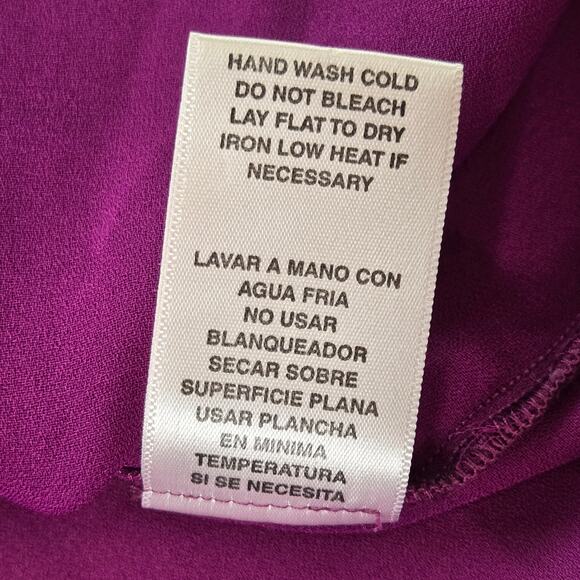 HAND WASH COLD
DO NOT BLEACH
LAY FLAT TO DRY
IRON LOW HEAT IF
NECESSARY
LAVAR A MANO CON
AGUA FRIA
NO USAR
BLANQUEADOR
SECAR SOBRE
SUPERFICIE PLANA
USAR PLANCHA
EN MINIMA
TEMPERATURA
SI SE NECESITA